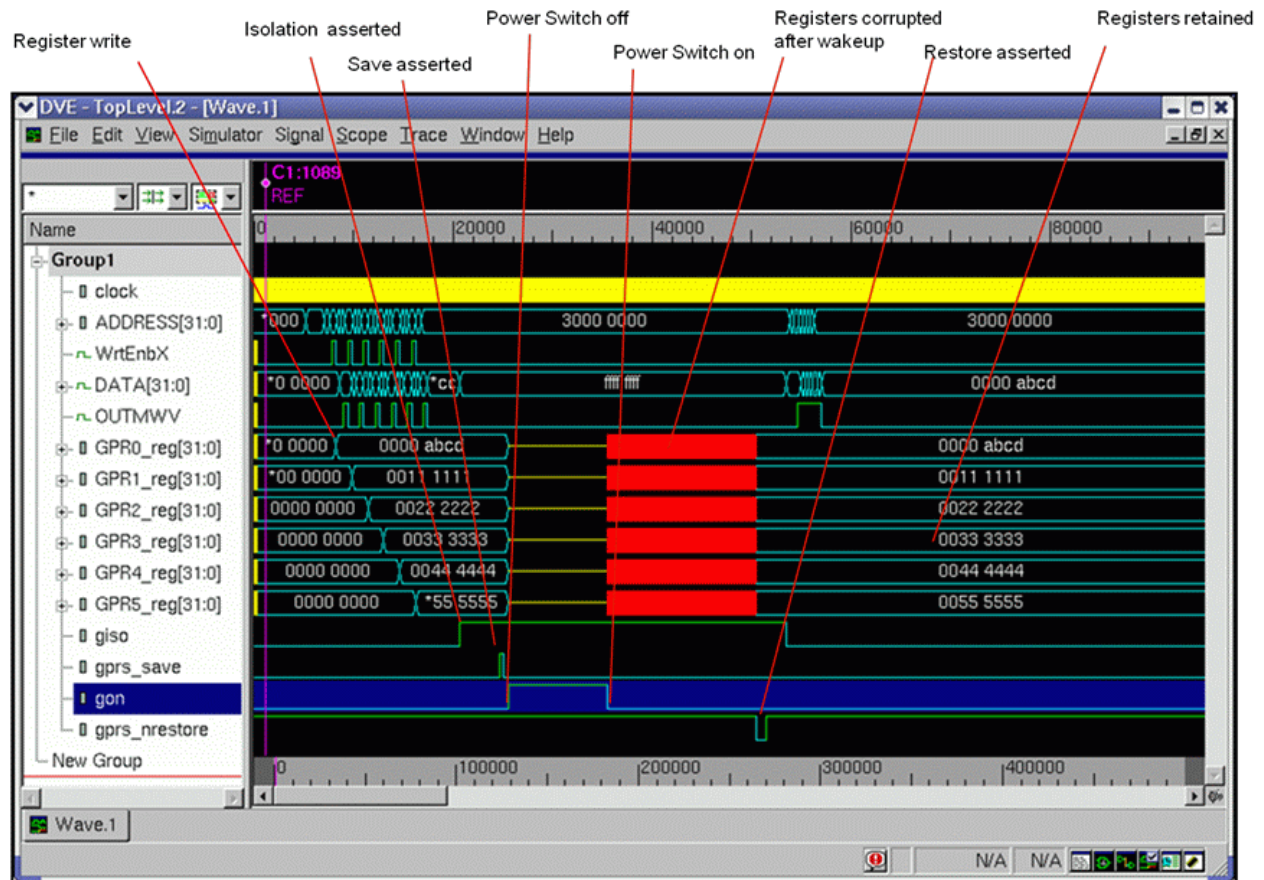 Register write
Isolation asserted
Save asserted
Power Switch off
Power Switch on
Registers corrupted
after wakeup
Restore asserted
Registers retained
DVE - TopLevel.2 - [Wave.1]
File Edit View Simulator Signal Scope Trace Window Help
C1:1089
REF
*
Name
0 20000 40000 60000 80000
Group1
clock
ADDRESS[31:0] *000 3000 0000 3000 0000
WrtEnbX
DATA[31:0] *0 0000 *cc ffff ffff 0000 abcd
OUTMWV
GPR0_reg[31:0] *0 0000 0000 abcd 0000 abcd
GPR1_reg[31:0] *00 0000 0011 1111 0011 1111
GPR2_reg[31:0] 0000 0000 0022 2222 0022 2222
GPR3_reg[31:0] 0000 0000 0033 3333 0033 3333
GPR4_reg[31:0] 0000 0000 0044 4444 0044 4444
GPR5_reg[31:0] 0000 0000 *55 5555 0055 5555
giso
gprs_save
gon
gprs_nrestore
New Group
0 100000 200000 300000 400000
Wave.1
N/A N/A